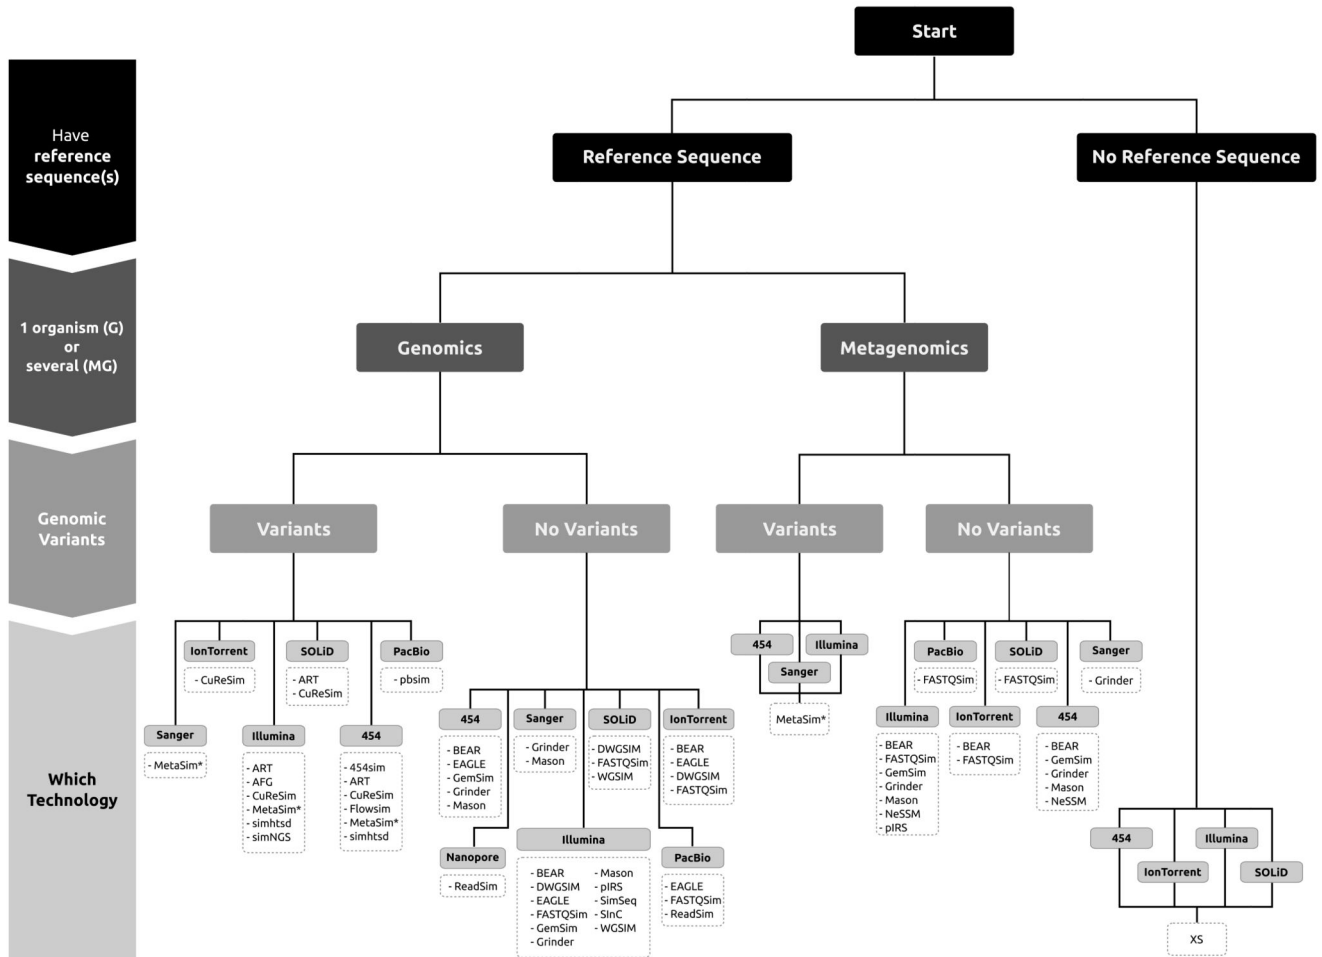 Start
Have
reference
sequence(s)
Reference Sequence
No Reference Sequence
1 organism (G)
or
several (MG)
Genomics
Metagenomics
Genomic
Variants
Variants
No Variants
Variants
No Variants
Which
Technology
IonTorrent
- CuReSim
SOLiD
- ART
- CuReSim
PacBio
- pbsim
Sanger
- MetaSim*
Illumina
- ART
- AFG
- CuReSim
- MetaSim*
- simhtsd
- simNGS
454
- 454sim
- ART
- CuReSim
- Flowsim
- MetaSim*
- simhtsd
454
- BEAR
- EAGLE
- GemSim
- Grinder
- Mason
Sanger
- Grinder
- Mason
SOLiD
- DWGSIM
- FASTQSim
- WGSIM
IonTorrent
- BEAR
- EAGLE
- DWGSIM
- FASTQSim
Nanopore
- ReadSim
Illumina
- BEAR
- DWGSIM
- EAGLE
- FASTQSim
- GemSim
- Grinder
- Mason
- pIRS
- SimSeq
- SInC
- WGSIM
PacBio
- EAGLE
- FASTQSim
- ReadSim
454
Illumina
Sanger
MetaSim*
PacBio
- FASTQSim
SOLiD
- FASTQSim
Sanger
- Grinder
Illumina
- BEAR
- FASTQSim
- GemSim
- Grinder
- Mason
- NeSSM
- pIRS
IonTorrent
- BEAR
- FASTQSim
454
- BEAR
- GemSim
- Grinder
- Mason
- NeSSM
454
Illumina
IonTorrent
SOLiD
XS